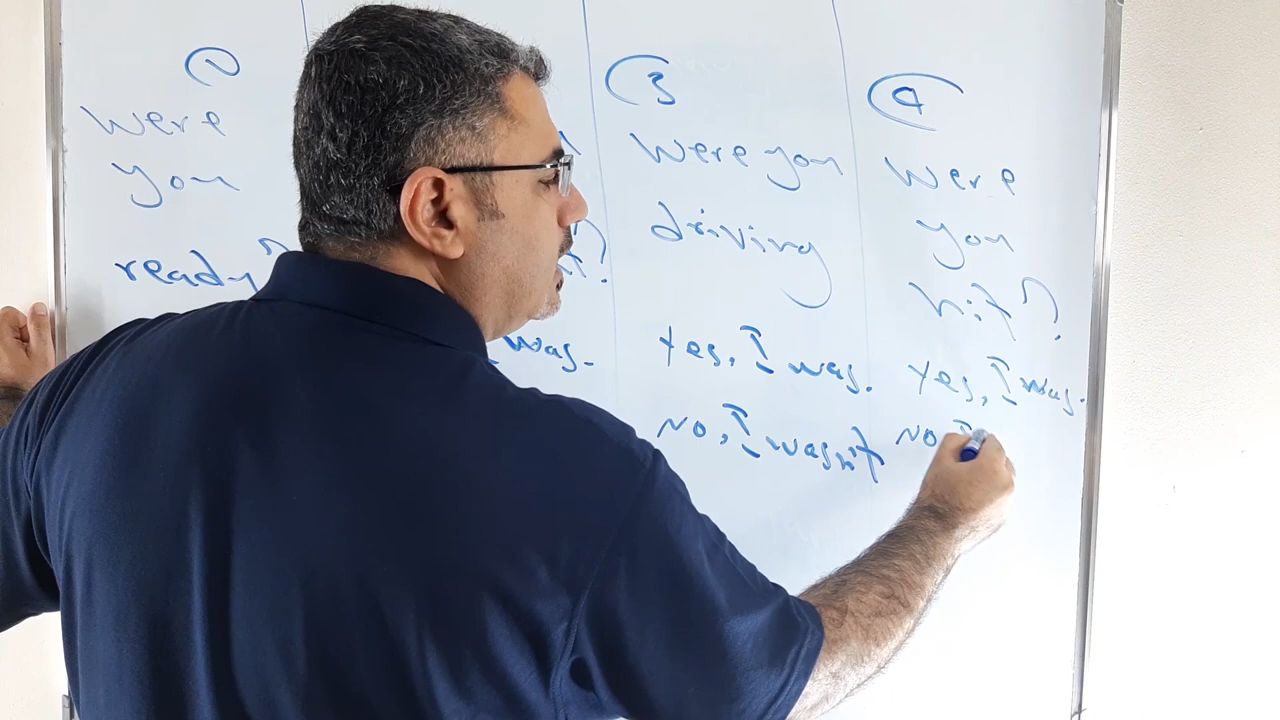 1
were
you
ready?
was.
3
were you
driving
yes, I was.
No, I wasn't
4
were
you
hit?
yes, I was.
No, I